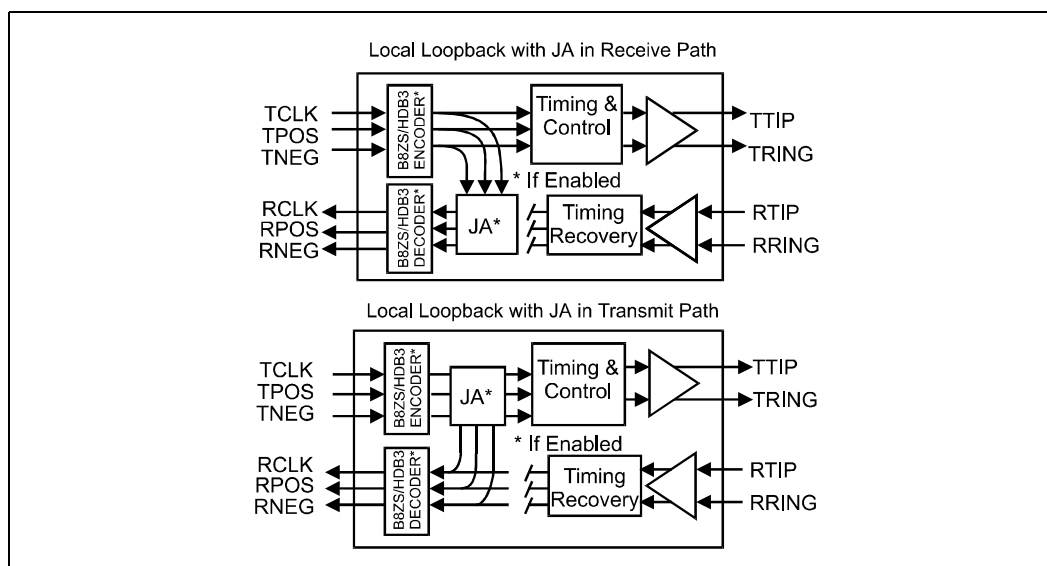 Local Loopback with JA in Receive Path
TCLK
TPOS
TNEG
B8ZS/HDB3
ENCODER*
Timing &
Control
TTIP
TRING
* If Enabled
RCLK
RPOS
RNEG
B8ZS/HDB3
DECODER*
JA*
Timing
Recovery
RTIP
RRING
Local Loopback with JA in Transmit Path
TCLK
TPOS
TNEG
B8ZS/HDB3
ENCODER*
JA*
Timing &
Control
TTIP
TRING
* If Enabled
RCLK
RPOS
RNEG
B8ZS/HDB3
DECODER*
Timing
Recovery
RTIP
RRING